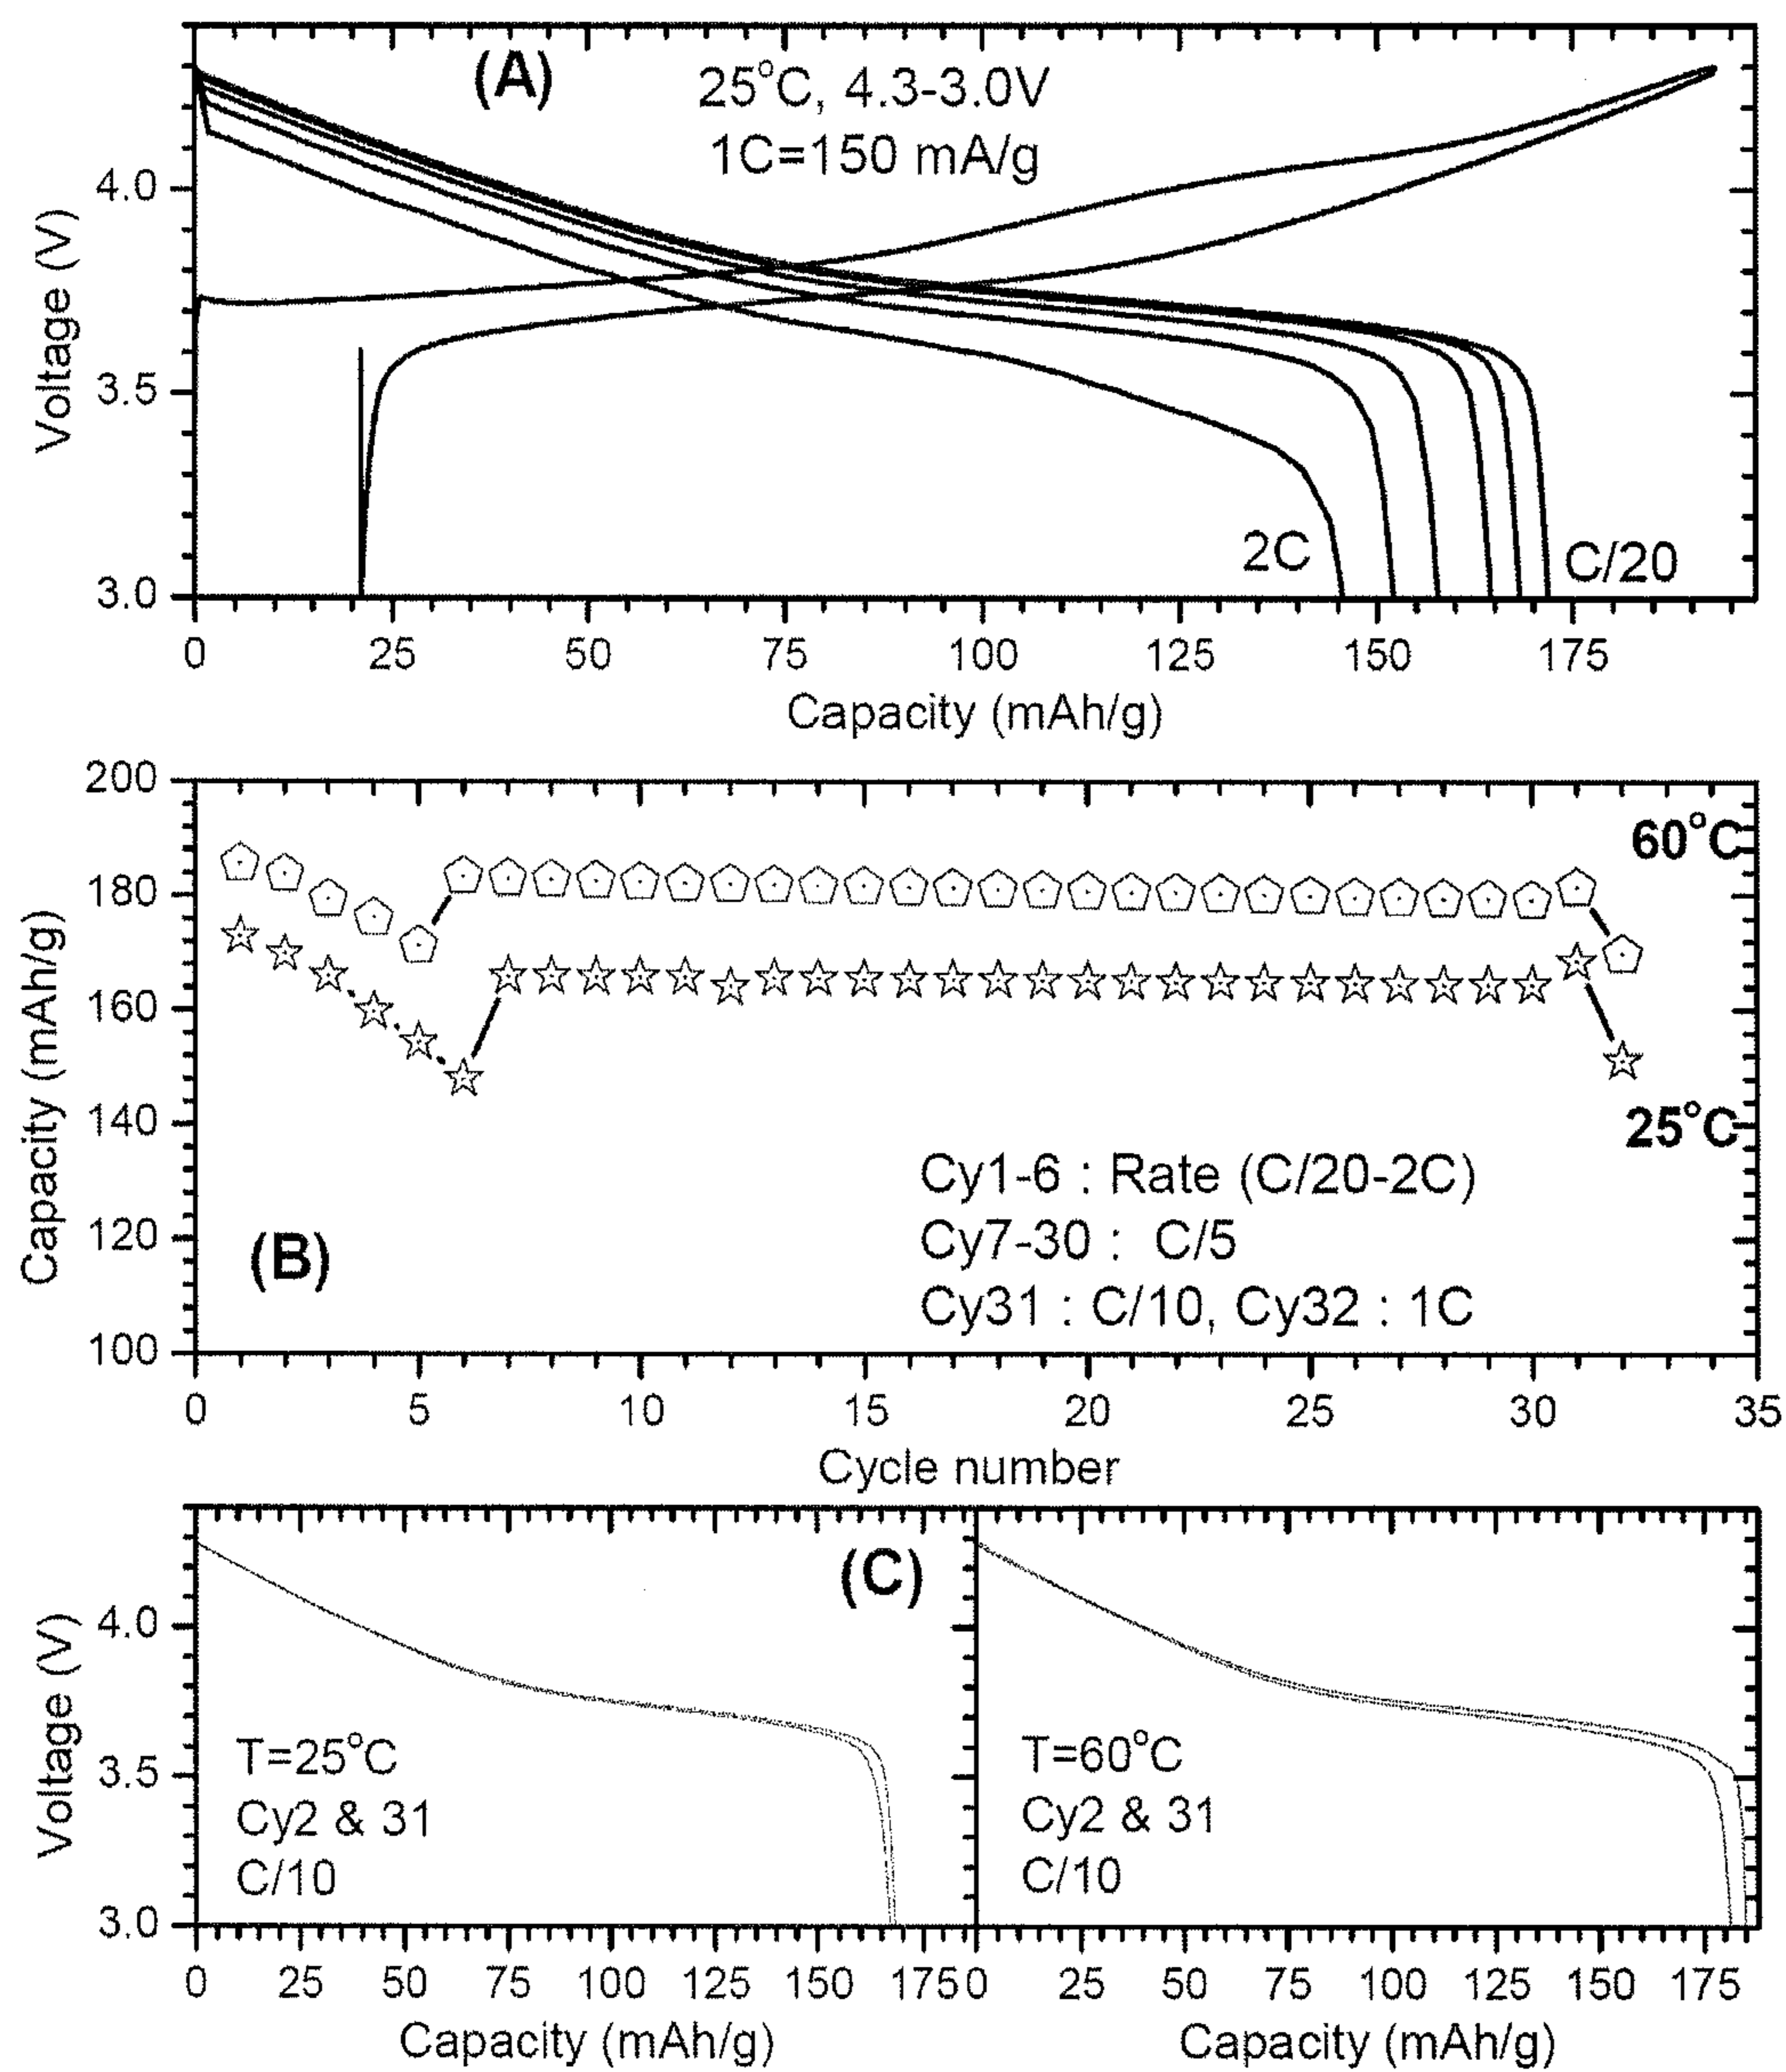 (A)
25°C, 4.3-3.0V
1C=150 mA/g
4.0
3.5
3.0
Voltage (V)
2C
C/20
0 25 50 75 100 125 150 175
Capacity (mAh/g)
200
180
160
140
120
100
Capacity (mAh/g)
60°C
25°C
Cy1-6 : Rate (C/20-2C)
Cy7-30 : C/5
Cy31 : C/10, Cy32 : 1C
(B)
0 5 10 15 20 25 30 35
Cycle number
(C)
4.0
3.5
3.0
Voltage (V)
T=25°C
Cy2 & 31
C/10
T=60°C
Cy2 & 31
C/10
0 25 50 75 100 125 150 175
0 25 50 75 100 125 150 175
Capacity (mAh/g)
Capacity (mAh/g)